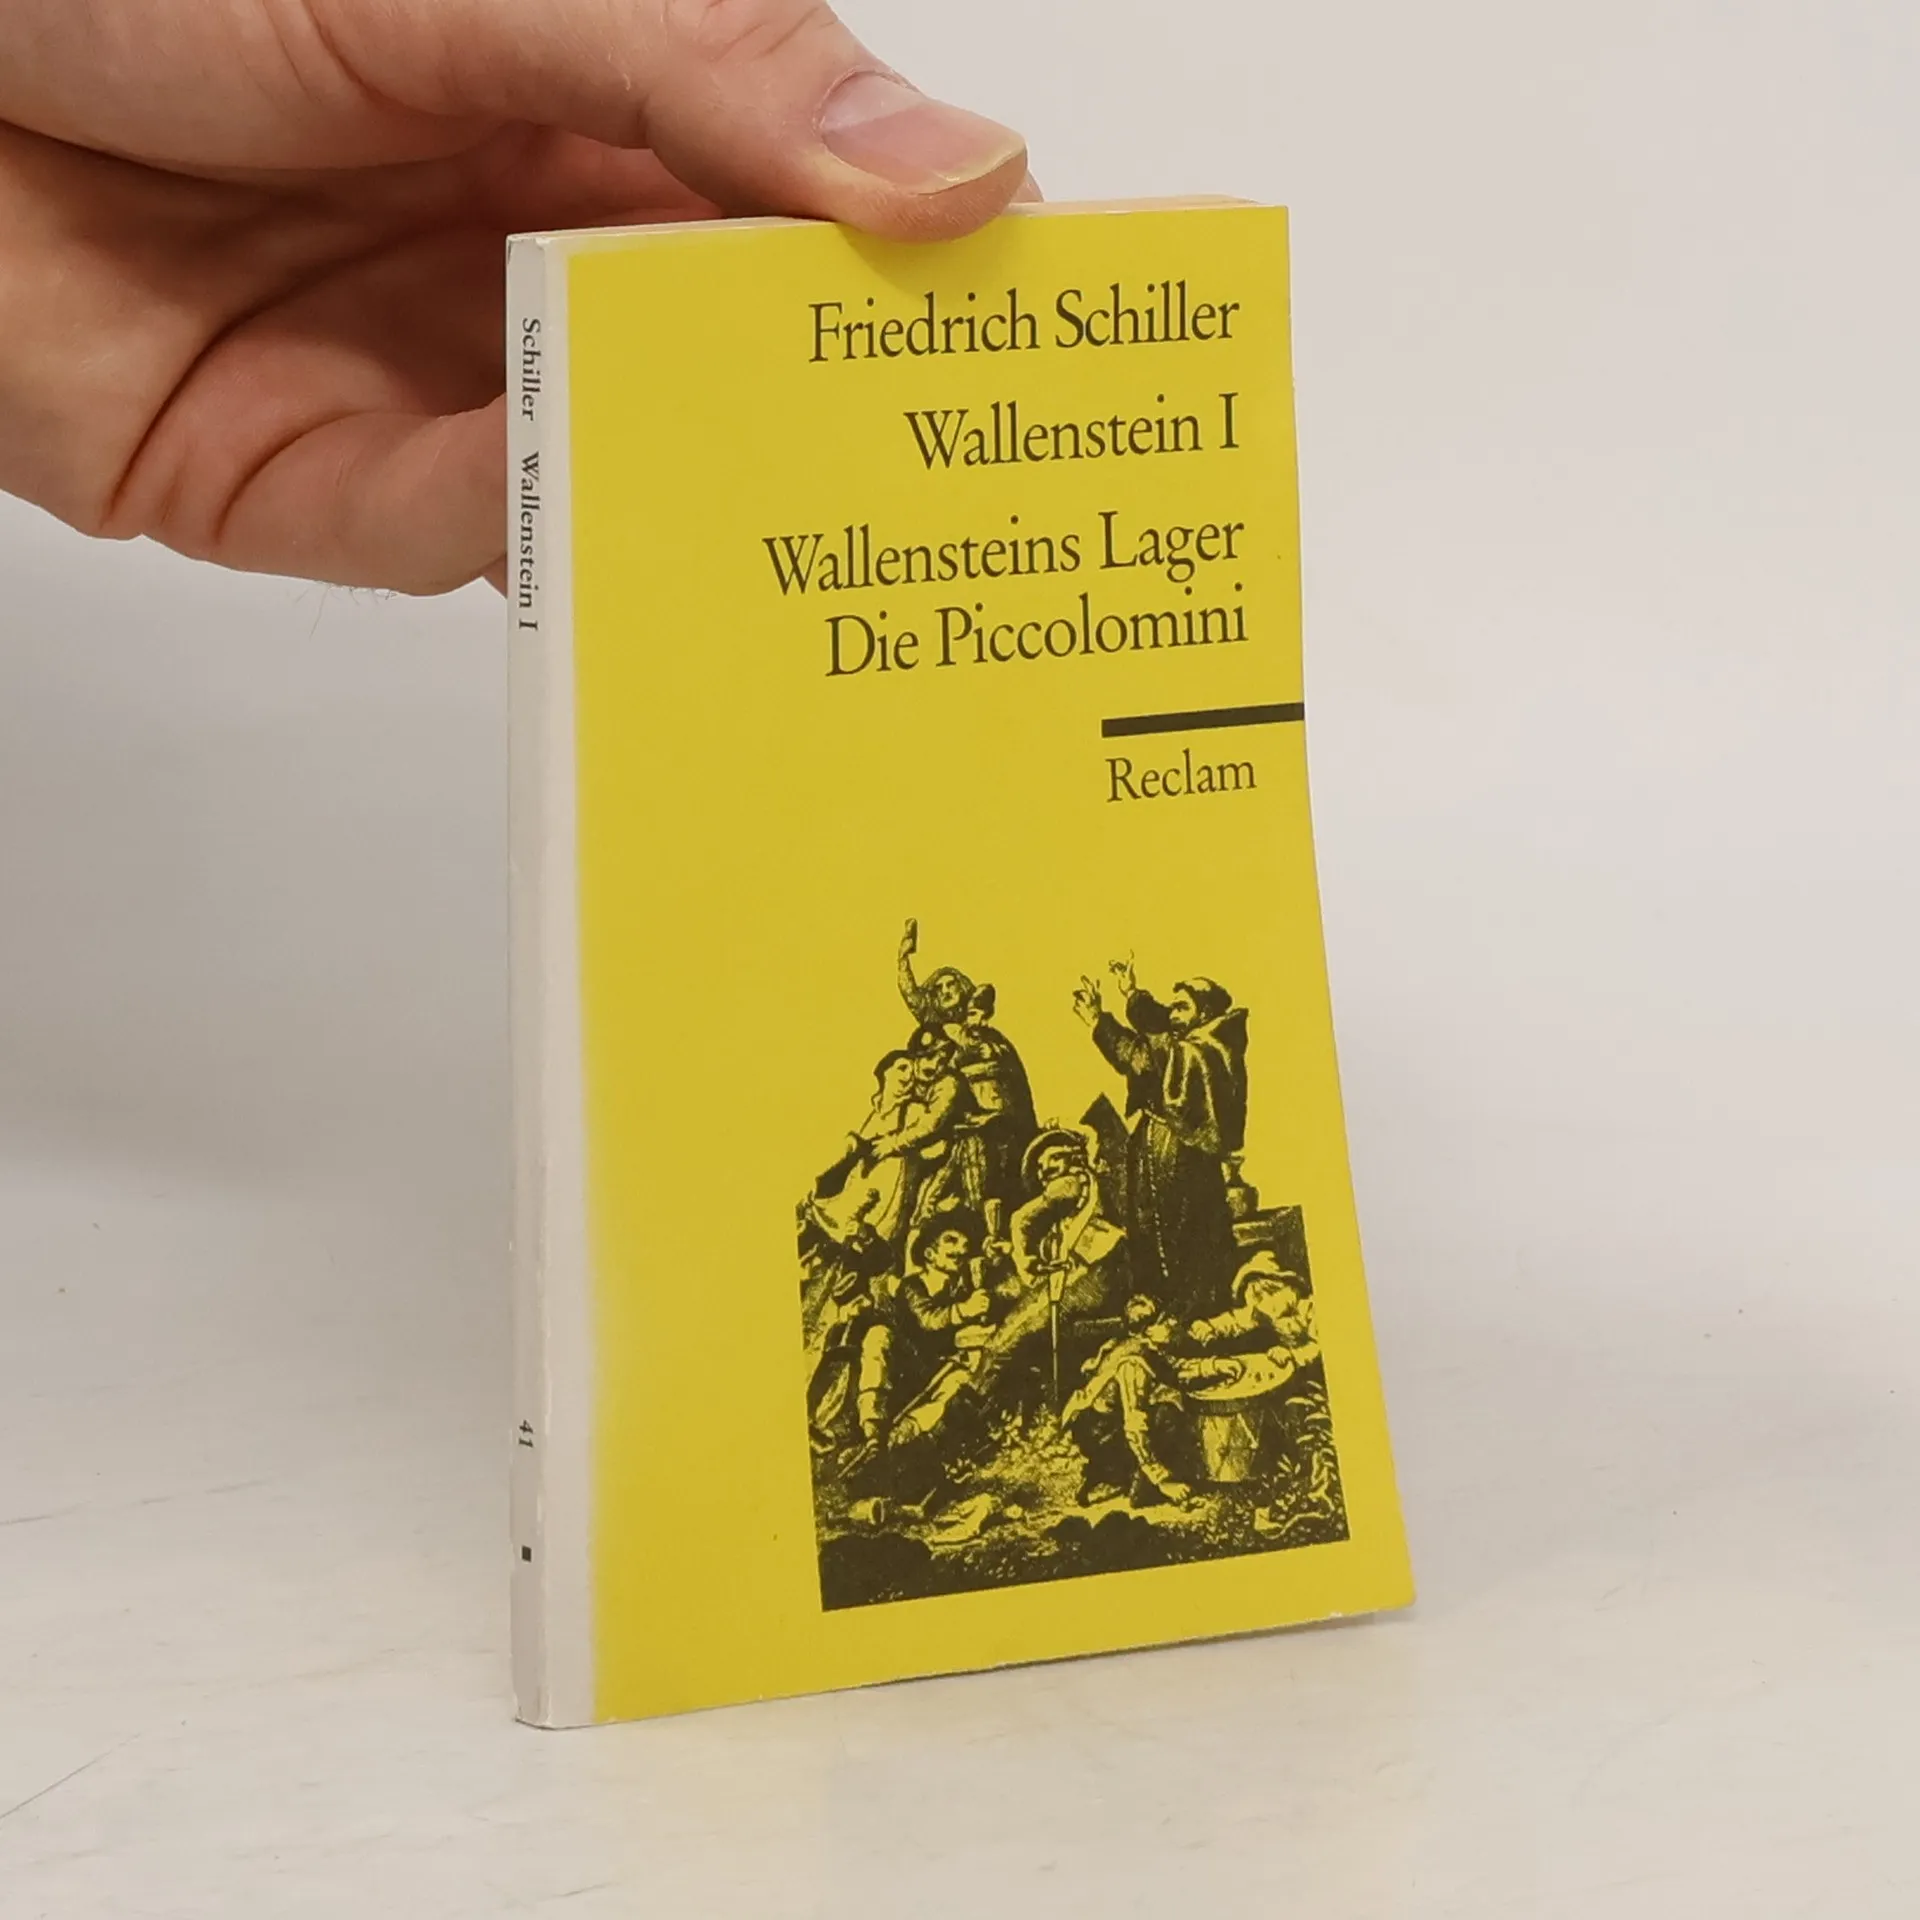 Friedrich Schiller
Wallenstein I
Wallensteins Lager
Die Piccolomini
Reclam
Schiller Wallenstein I
41